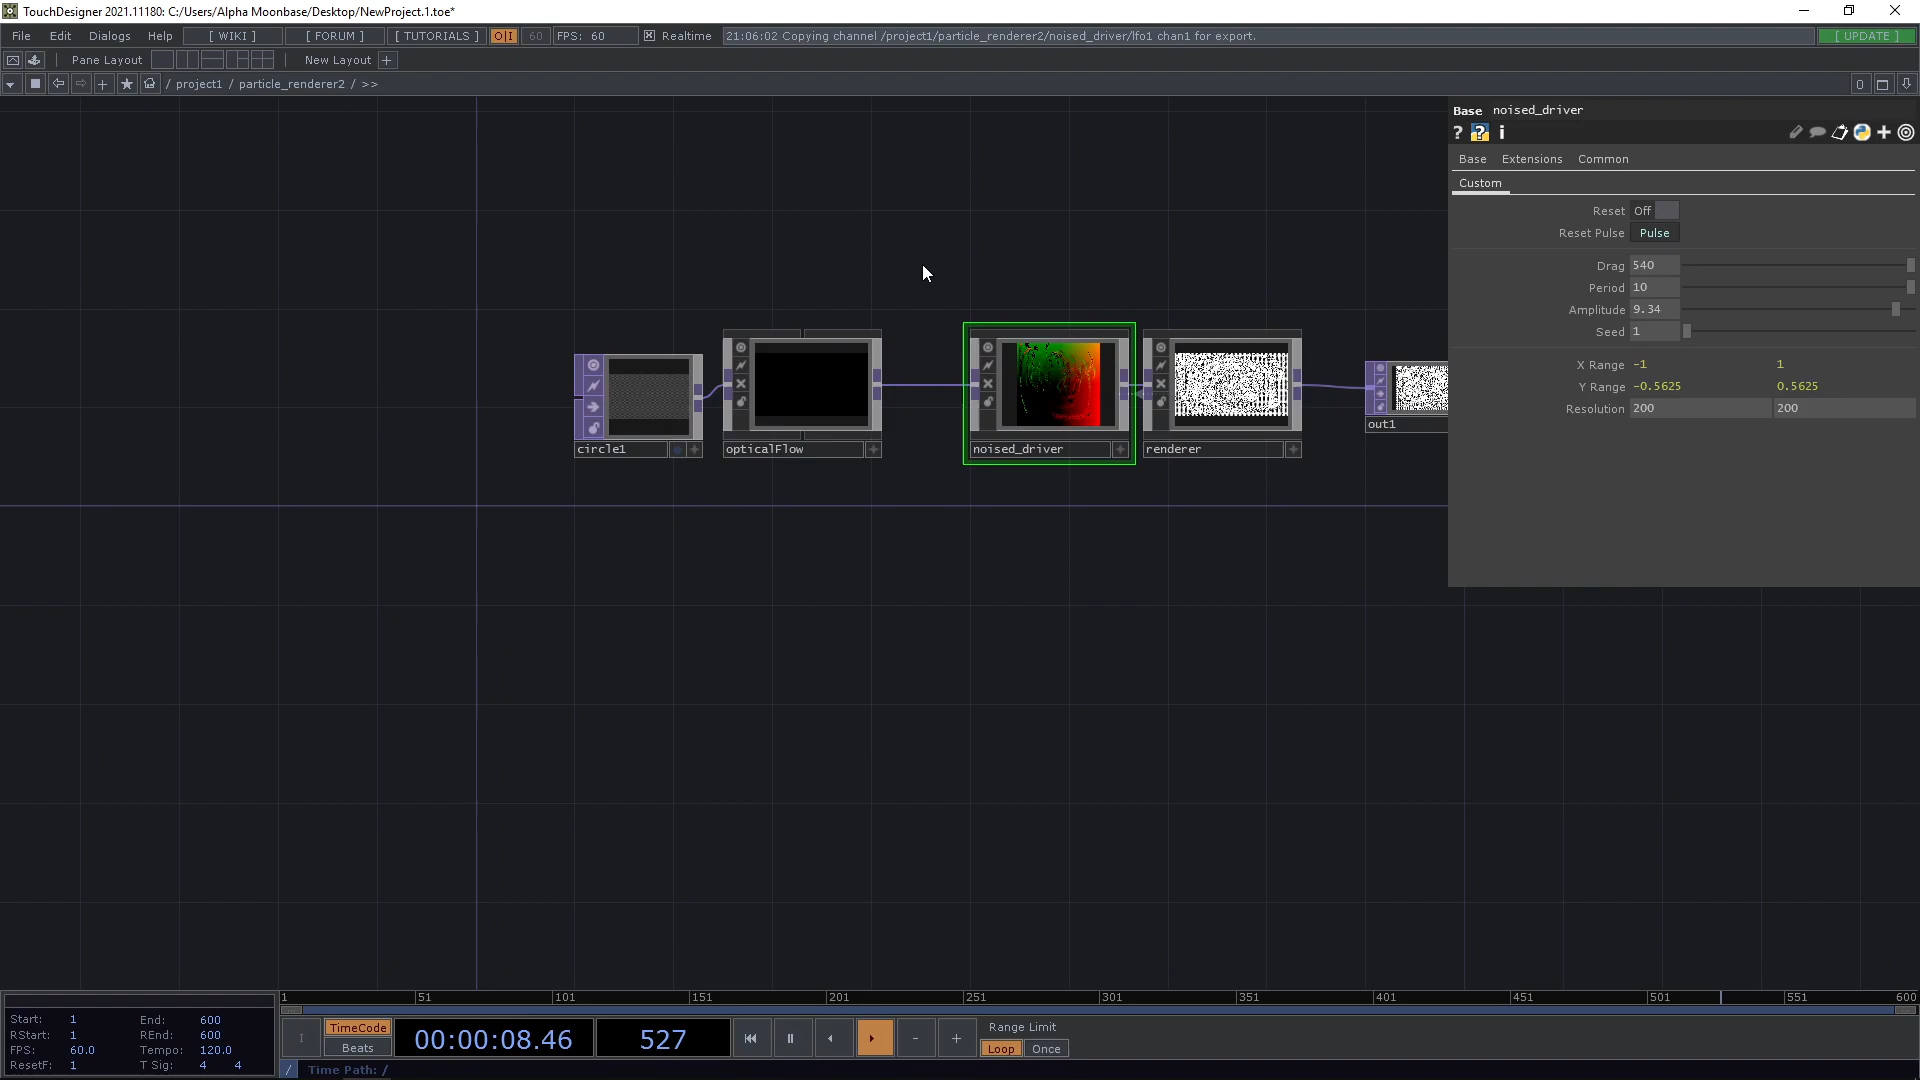 TouchDesigner 2021.11180: C:/Users/Alpha Moonbase/Desktop/NewProject.1.toe*
File Edit Dialogs Help [ WIKI ] [ FORUM ] [ TUTORIALS ] O|I 60 FPS: 60 Realtime 21:06:02 Copying channel /project1/particle_renderer2/noised_driver/lfo1 chan1 for export. [ UPDATE ]
Pane Layout New Layout +
/ project1 / particle_renderer2 / >> 0
Base noised_driver
? ? i
Base Extensions Common
Custom
Reset Off
Reset Pulse Pulse
Drag 540
Period 10
Amplitude 9.34
Seed 1
X Range -1 1
Y Range -0.5625 0.5625
Resolution 200 200
circle1 opticalFlow noised_driver renderer
out1
1 51 101 151 201 251 301 351 401 451 501 551 600
Start: 1 End: 600
RStart: 1 REnd: 600
FPS: 60.0 Tempo: 120.0
ResetF: 1 T Sig: 4 4
I TimeCode 00:00:08.46 527 - + Range Limit
Beats Loop Once
/ Time Path: /